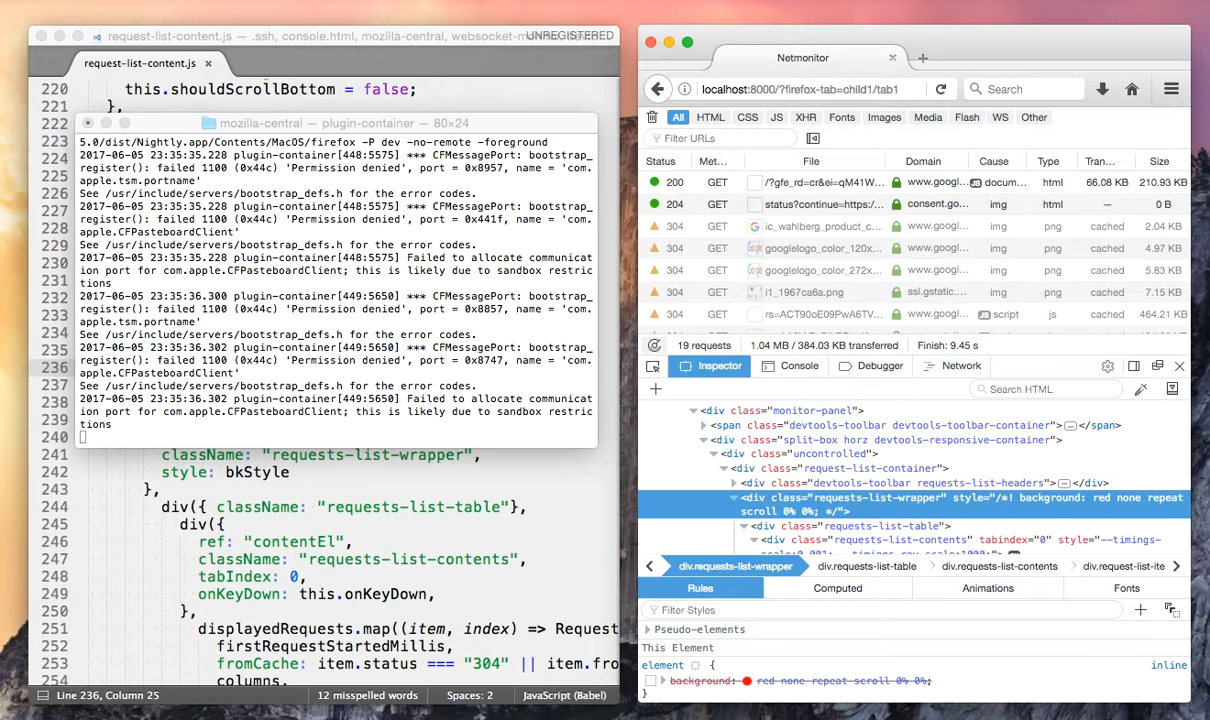 request-list-content.js — .ssh, console.html, mozilla-central, websocket-m
UNREGISTERED
request-list-content.js ×
220 this.shouldScrollBottom = false;
221 },
222
223
224
225
226
227
228
229
230
231
232
233
234
235
236
237
238
239
240
241 className: "requests-list-wrapper",
242 style: bkStyle
243 },
244 div({ className: "requests-list-table"},
245 div({
246 ref: "contentEl",
247 className: "requests-list-contents",
248 tabIndex: 0,
249 onKeyDown: this.onKeyDown,
250 },
251 displayedRequests.map((item, index) => Request
252 firstRequestStartedMillis,
253 fromCache: item.status === "304" || item.fro
254 columns.
Line 236, Column 25 12 misspelled words Spaces: 2 JavaScript (Babel)
mozilla-central — plugin-container — 80×24
5.0/dist/Nightly.app/Contents/MacOS/firefox -P dev -no-remote -foreground
2017-06-05 23:35:35.228 plugin-container[448:5575] *** CFMessagePort: bootstrap_
register(): failed 1100 (0x44c) 'Permission denied', port = 0x8957, name = 'com.
apple.tsm.portname'
See /usr/include/servers/bootstrap_defs.h for the error codes.
2017-06-05 23:35:35.228 plugin-container[448:5575] *** CFMessagePort: bootstrap_
register(): failed 1100 (0x44c) 'Permission denied', port = 0x441f, name = 'com.
apple.CFPasteboardClient'
See /usr/include/servers/bootstrap_defs.h for the error codes.
2017-06-05 23:35:35.228 plugin-container[448:5575] Failed to allocate communicat
ion port for com.apple.CFPasteboardClient; this is likely due to sandbox restric
tions
2017-06-05 23:35:36.300 plugin-container[449:5650] *** CFMessagePort: bootstrap_
register(): failed 1100 (0x44c) 'Permission denied', port = 0x8857, name = 'com.
apple.tsm.portname'
See /usr/include/servers/bootstrap_defs.h for the error codes.
2017-06-05 23:35:36.302 plugin-container[449:5650] *** CFMessagePort: bootstrap_
register(): failed 1100 (0x44c) 'Permission denied', port = 0x8747, name = 'com.
apple.CFPasteboardClient'
See /usr/include/servers/bootstrap_defs.h for the error codes.
2017-06-05 23:35:36.302 plugin-container[449:5650] Failed to allocate communicat
ion port for com.apple.CFPasteboardClient; this is likely due to sandbox restric
tions
Netmonitor
localhost:8000/?firefox-tab=child1/tab1 Search
All HTML CSS JS XHR Fonts Images Media Flash WS Other
Filter URLs
Status Met... File Domain Cause Type Tran... Size
200 GET /?gfe_rd=cr&ei=qM41W... www.googl... JS docum... html 66.08 KB 210.93 KB
204 GET status?continue=https:/... consent.go... img html — 0 B
304 GET ic_wahlberg_product_c... www.googl... img png cached 2.04 KB
304 GET googlelogo_color_120x... www.googl... img png cached 4.97 KB
304 GET googlelogo_color_272x... www.googl... img png cached 5.83 KB
304 GET i1_1967ca6a.png ssl.gstatic.... img png cached 7.15 KB
304 GET rs=ACT90oE09PwA6TV... www.googl... JS script js cached 464.21 KB
19 requests 1.04 MB / 384.03 KB transferred Finish: 9.45 s
Inspector Console Debugger Network
+ Search HTML
<div class="monitor-panel">
<span class="devtools-toolbar devtools-toolbar-container">…</span>
<div class="split-box horz devtools-responsive-container">
<div class="uncontrolled">
<div class="request-list-container">
<div class="devtools-toolbar requests-list-headers">…</div>
<div class="requests-list-wrapper" style="/*! background: red none repeat
scroll 0% 0%; */">
<div class="requests-list-table">
<div class="requests-list-contents" tabindex="0" style="--timings-
scale:0.001; --timings-rev-scale:1000;">
div.requests-list-wrapper div.requests-list-table div.requests-list-contents div.request-list-ite
Rules Computed Animations Fonts
Filter Styles +
Pseudo-elements
This Element
element { inline
background: red none repeat scroll 0% 0%;
}